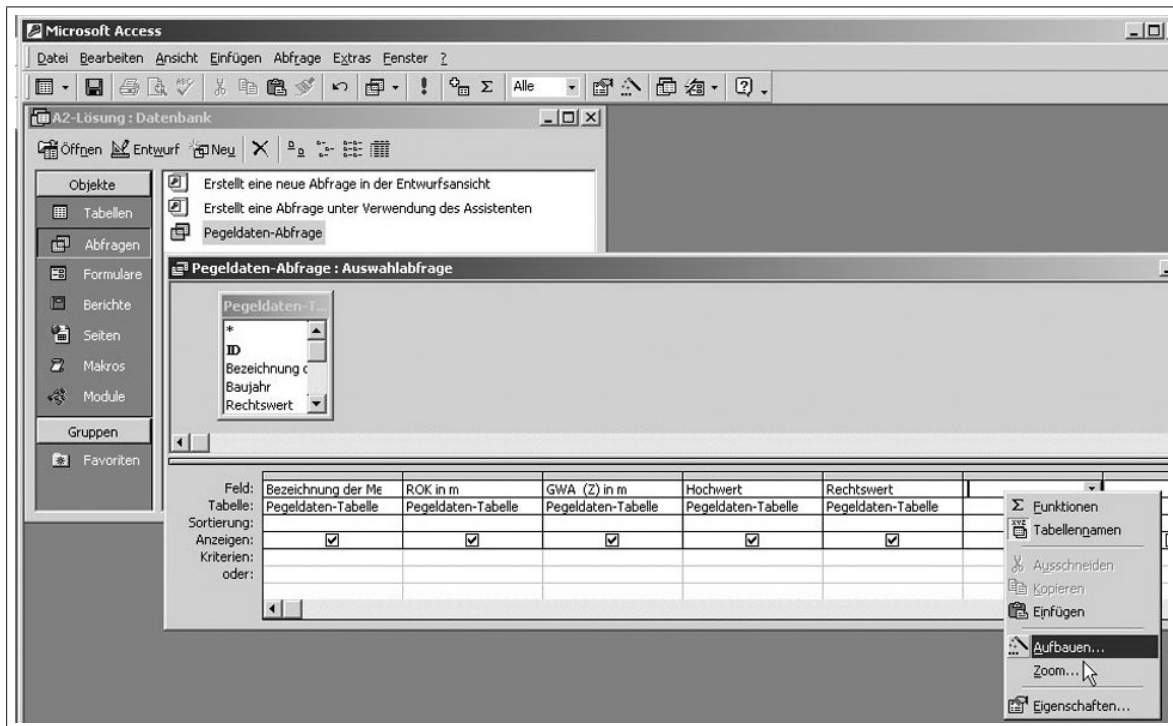 Microsoft Access
Datei Bearbeiten Ansicht Einfügen Abfrage Extras Fenster ?
Alle
A2-Lösung : Datenbank
Öffnen Entwurf Neu
Objekte
Tabellen
Abfragen
Formulare
Berichte
Seiten
Makros
Module
Gruppen
Favoriten
Erstellt eine neue Abfrage in der Entwurfsansicht
Erstellt eine Abfrage unter Verwendung des Assistenten
Pegeldaten-Abfrage
Pegeldaten-Abfrage : Auswahlabfrage
Pegeldaten-T...
*
ID
Bezeichnung d
Baujahr
Rechtswert
Feld: Bezeichnung der Me ROK in m GWA (Z) in m Hochwert Rechtswert
Tabelle: Pegeldaten-Tabelle Pegeldaten-Tabelle Pegeldaten-Tabelle Pegeldaten-Tabelle Pegeldaten-Tabelle
Sortierung:
Anzeigen:
Kriterien:
oder:
Σ Funktionen
XYZ Tabellennamen
Ausschneiden
Kopieren
Einfügen
Aufbauen...
Zoom...
Eigenschaften...